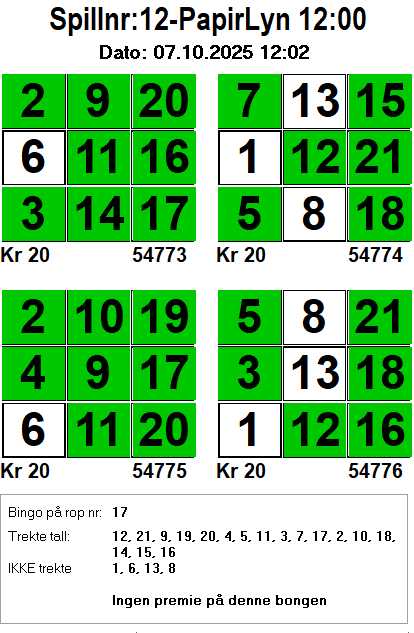 Spillnr:12-PapirLyn 12:00
Dato: 07.10.2025 12:02
2 9 20
6 11 16
3 14 17
Kr 20 54773
7 13 15
1 12 21
5 8 18
Kr 20 54774
2 10 19
4 9 17
6 11 20
Kr 20 54775
5 8 21
3 13 18
1 12 16
Kr 20 54776
Bingo på rop nr: 17
Trekte tall: 12, 21, 9, 19, 20, 4, 5, 11, 3, 7, 17, 2, 10, 18,
14, 15, 16
IKKE trekte 1, 6, 13, 8
Ingen premie på denne bongen